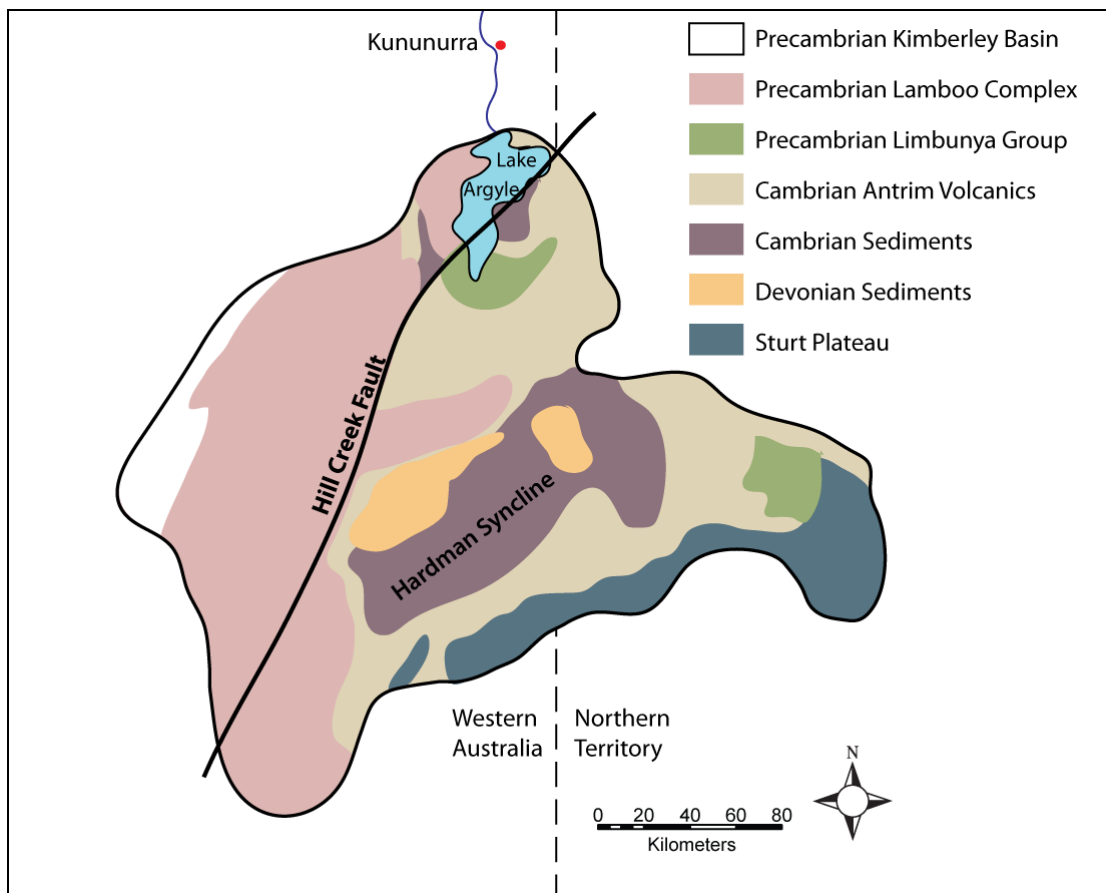 Kununurra
Precambrian Kimberley Basin
Precambrian Lamboo Complex
Precambrian Limbunya Group
Cambrian Antrim Volcanics
Cambrian Sediments
Devonian Sediments
Sturt Plateau
Lake
Argyle
Hill Creek Fault
Hardman Syncline
Western
Australia
Northern
Territory
N
0 20 40 60 80
Kilometers